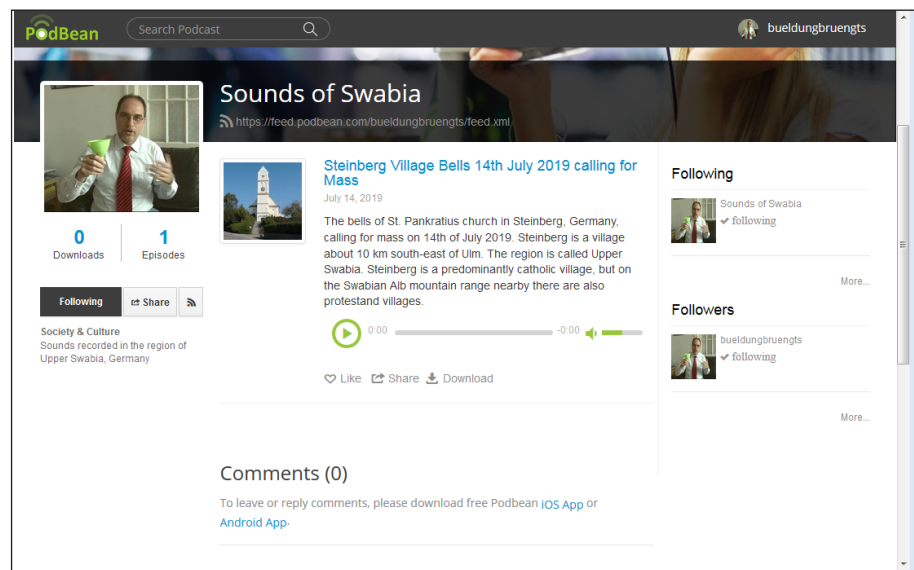 PodBean
Search Podcast
bueldungbruengts
Sounds of Swabia
https://feed.podbean.com/bueldungbruengts/feed.xml
0
Downloads
1
Episodes
Following
Share
Society & Culture
Sounds recorded in the region of
Upper Swabia, Germany
Steinberg Village Bells 14th July 2019 calling for
Mass
July 14, 2019
The bells of St. Pankratius church in Steinberg, Germany,
calling for mass on 14th of July 2019. Steinberg is a village
about 10 km south-east of Ulm. The region is called Upper
Swabia. Steinberg is a predominantly catholic village, but on
the Swabian Alb mountain range nearby there are also
protestand villages.
0:00
-0:00
Like
Share
Download
Comments (0)
To leave or reply comments, please download free Podbean iOS App or
Android App.
Following
Sounds of Swabia
following
More...
Followers
bueldungbruengts
following
More...